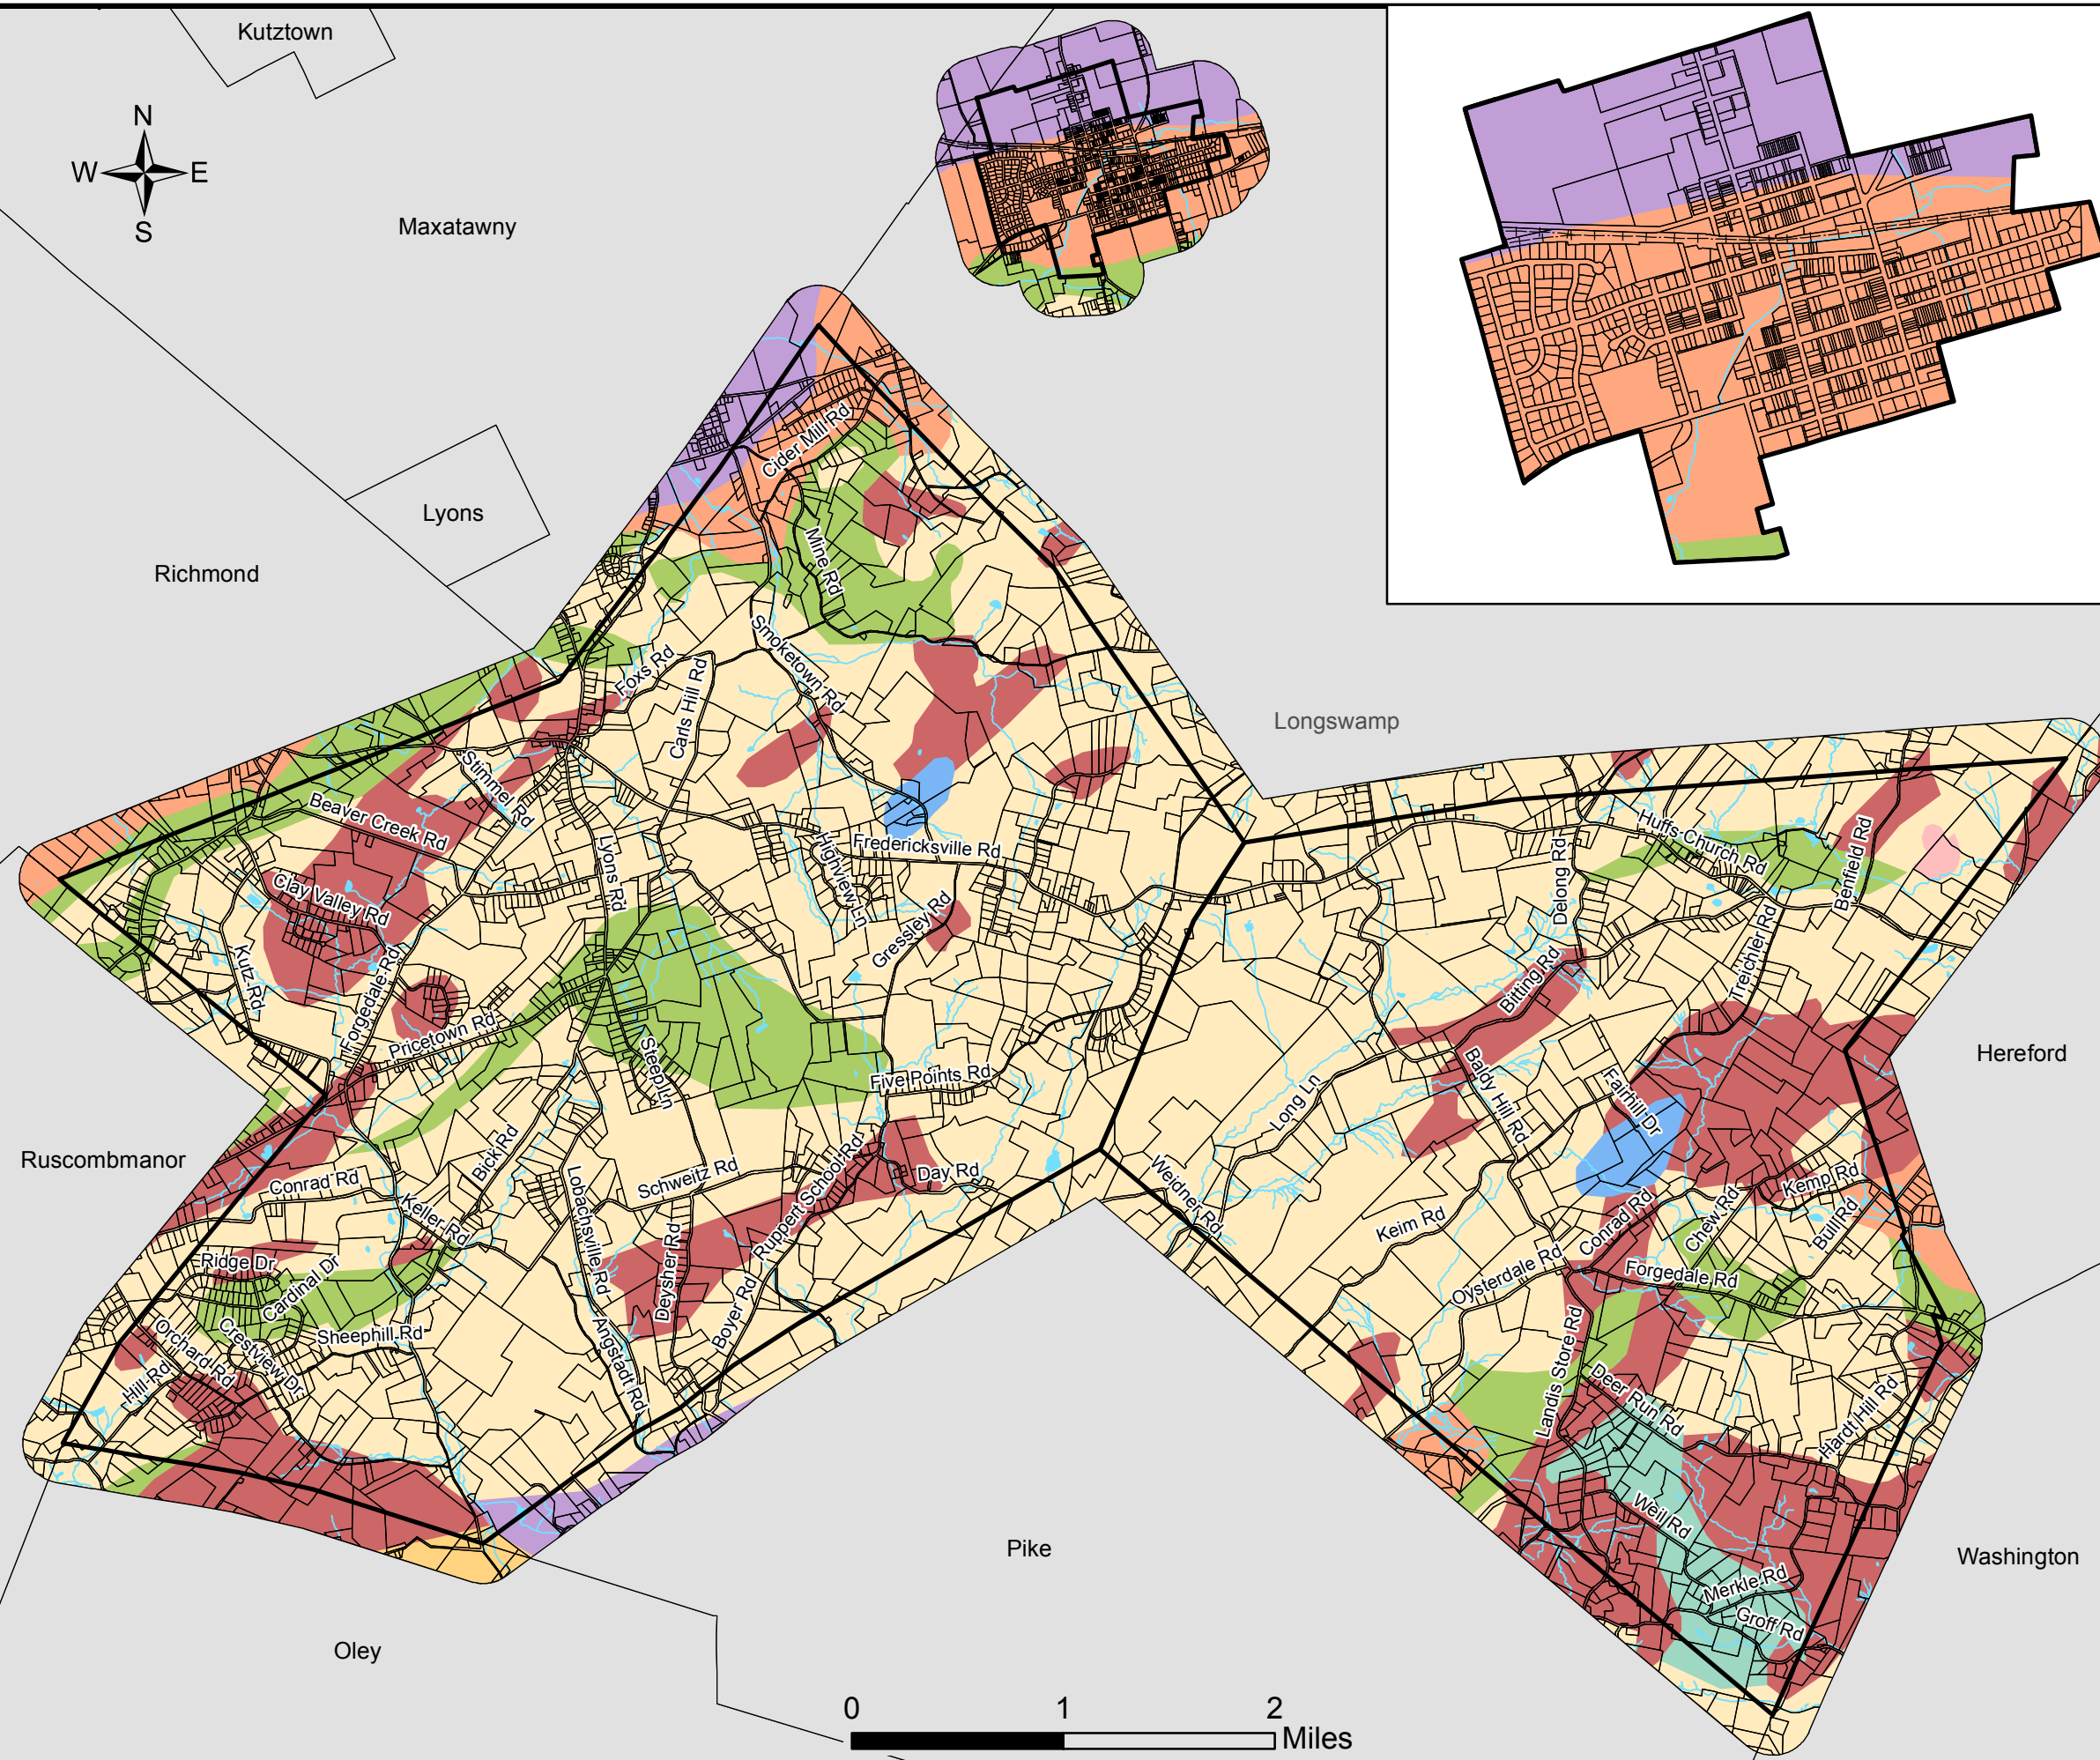 Kutztown
N
W E
S
Maxatawny
Cider Mill Rd
Lyons
Mine Rd
Richmond
Smoketown Rd
Foxs Rd
Carls Hill Rd
Longswamp
Stimmel Rd
Beaver Creek Rd
Huffs Church Rd
Fredericksville Rd
Highview Ln
Lyons Rd
Delong Rd
Benfield Rd
Clay Valley Rd
Gressley Rd
Treichler Rd
Kutz Rd
Bitting Rd
Forgedale Rd
Pricetown Rd
Hereford
Steep Ln
Five Points Rd
Baldy Hill Rd
Long Ln
Fairhill Dr
Ruscombmanor
Bick Rd
Conrad Rd
Schweitz Rd
Day Rd
Weidner Rd
Kemp Rd
Keller Rd
Lobachsville Rd
Ruppert School Rd
Keim Rd
Conrad Rd
Chew Rd
Bull Rd
Ridge Dr
Cardinal Dr
Deysher Rd
Oysterdale Rd
Forgedale Rd
Boyer Rd
Orchard Rd
Crestview Dr
Sheephill Rd
Angstadt Rd
Landis Store Rd
Hill Rd
Deer Run Rd
Hardt Hill Rd
Weil Rd
Pike
Washington
Merkle Rd
Groff Rd
Oley
0 1 2
Miles